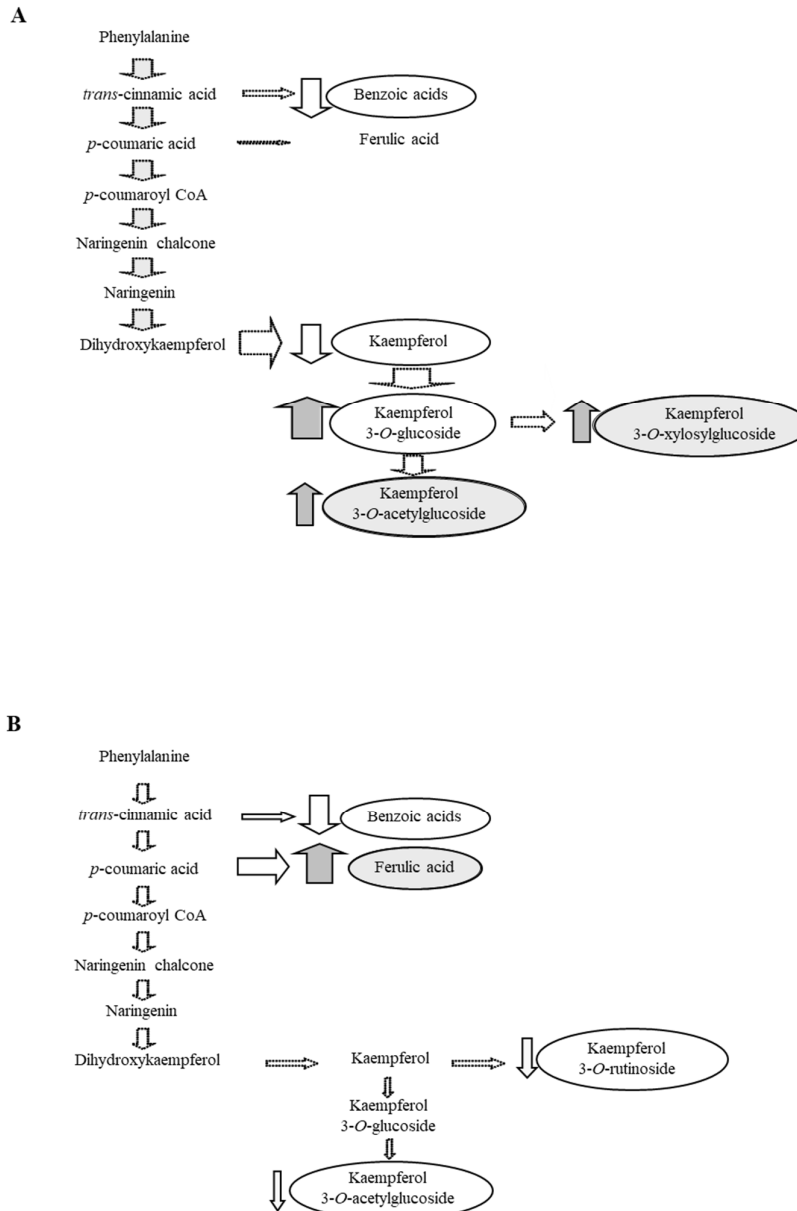 A
Phenylalanine
trans-cinnamic acid
Benzoic acids
p-coumaric acid
Ferulic acid
p-coumaroyl CoA
Naringenin chalcone
Naringenin
Dihydroxykaempferol
Kaempferol
Kaempferol
3-O-glucoside
Kaempferol
3-O-xylosylglucoside
Kaempferol
3-O-acetylglucoside
B
Phenylalanine
trans-cinnamic acid
Benzoic acids
p-coumaric acid
Ferulic acid
p-coumaroyl CoA
Naringenin chalcone
Naringenin
Dihydroxykaempferol
Kaempferol
Kaempferol
3-O-rutinoside
Kaempferol
3-O-glucoside
Kaempferol
3-O-acetylglucoside